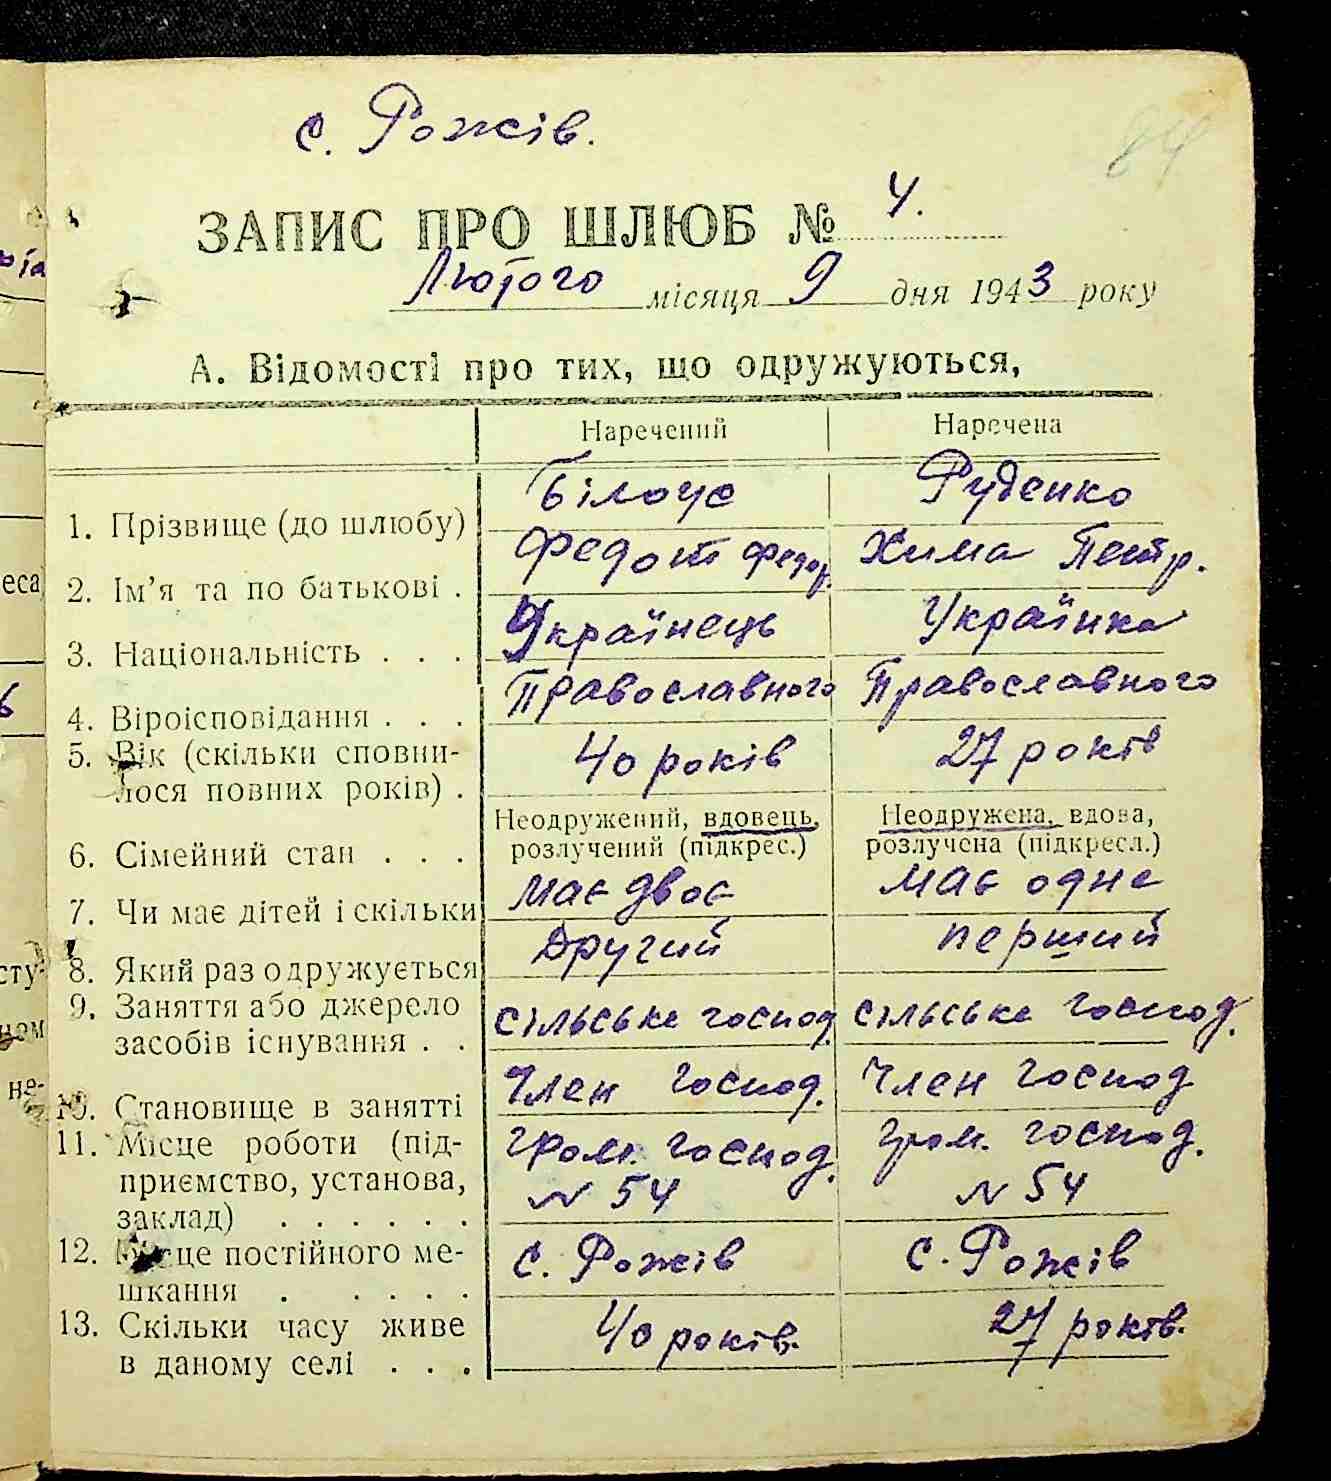 с. Рожів.
84
ЗАПИС ПРО ШЛЮБ № 4.
Лютого місяця 9 дня 1943 року
А. Відомості про тих, що одружуються,
Наречений Наречена
1. Прізвище (до шлюбу) Білоус Руденко
2. Ім’я та по батькові . Федот Федор. Хима Петр.
3. Національність . . . Українець Українка
4. Віроісповідання . . . Православного Православного
5. Вік (скільки сповни-
лося повних років) . 40 років 27 років
6. Сімейний стан . . . Неодружений, вдовець, розлучений (підкрес.) Неодружена, вдова, розлучена (підкресл.)
7. Чи має дітей і скільки має двоє має одне
8. Який раз одружується Другий перший
9. Заняття або джерело
засобів існування . . сільське господ. сільське господ.
10. Становище в занятті Член господ. Член господ
11. Місце роботи (під-
приємство, установа,
заклад) . . . . . . гром. господ. № 54 гром. господ. № 54
12. Місце постійного ме-
шкання . . . . . с. Рожів с. Рожів
13. Скільки часу живе
в даному селі . . . 40 років. 27 років.